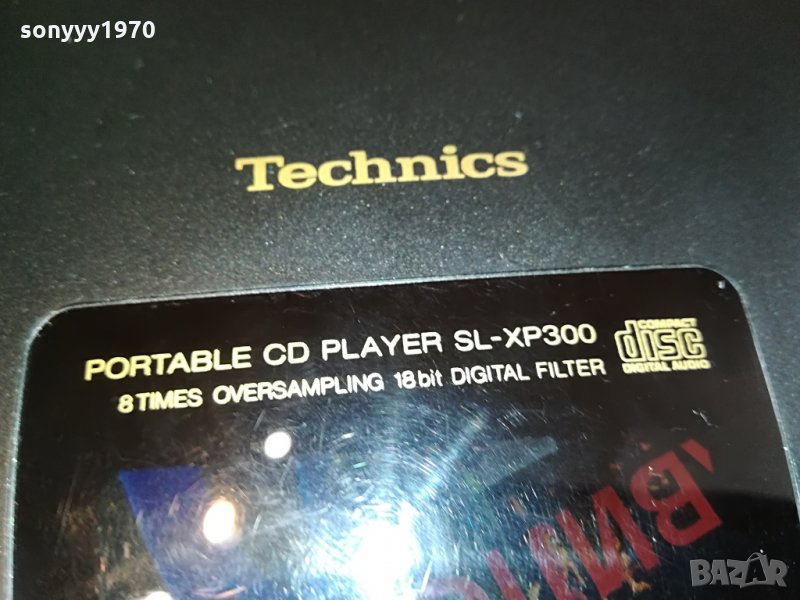 sonyyy1970
Technics
PORTABLE CD PLAYER SL-XP300
COMPACT
disc
DIGITAL AUDIO
8 TIMES OVERSAMPLING 18bit DIGITAL FILTER
BAZAR